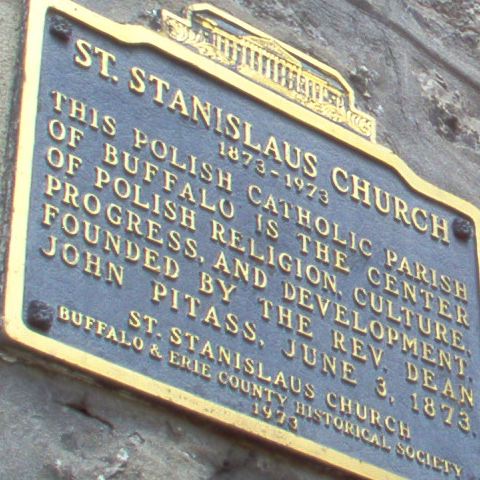 ST. STANISLAUS CHURCH
1873-1973
THIS POLISH CATHOLIC PARISH
OF BUFFALO IS THE CENTER
OF POLISH RELIGION, CULTURE,
PROGRESS, AND DEVELOPMENT,
FOUNDED BY THE REV. DEAN
JOHN PITASS, JUNE 3, 1873.
ST. STANISLAUS CHURCH
BUFFALO & ERIE COUNTY HISTORICAL SOCIETY
1973